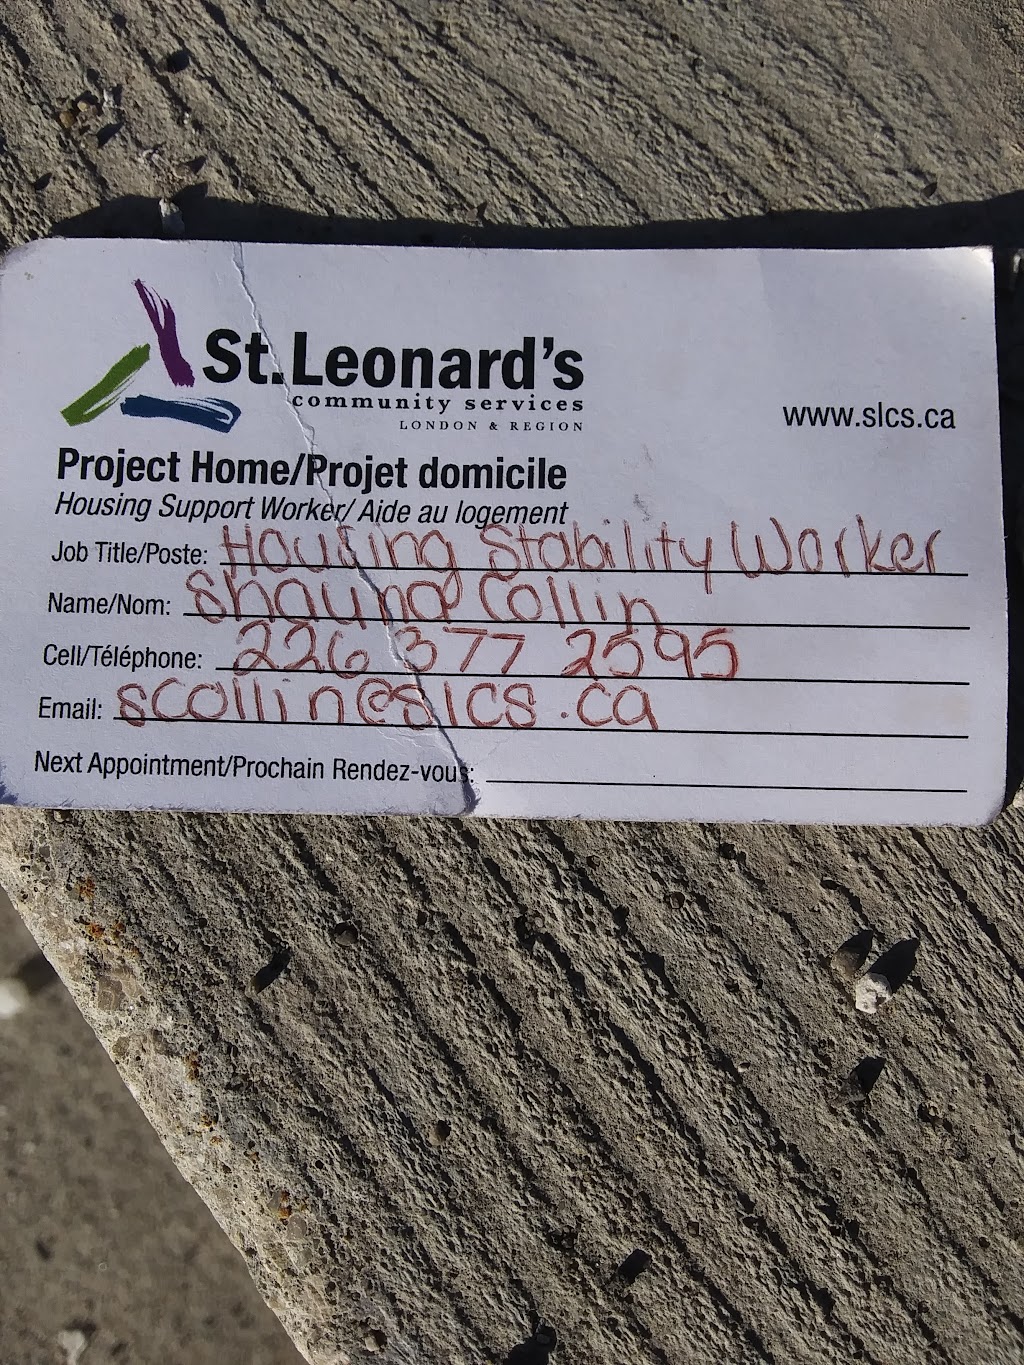 St. Leonard's
community services
LONDON & REGION
www.slcs.ca
Project Home/Projet domicile
Housing Support Worker/ Aide au logement
Job Title/Poste: Housing Stability Worker
Name/Nom: Shauna Collin
Cell/Téléphone: 226 377 2595
Email: scollin@slcs.ca
Next Appointment/Prochain Rendez-vous: